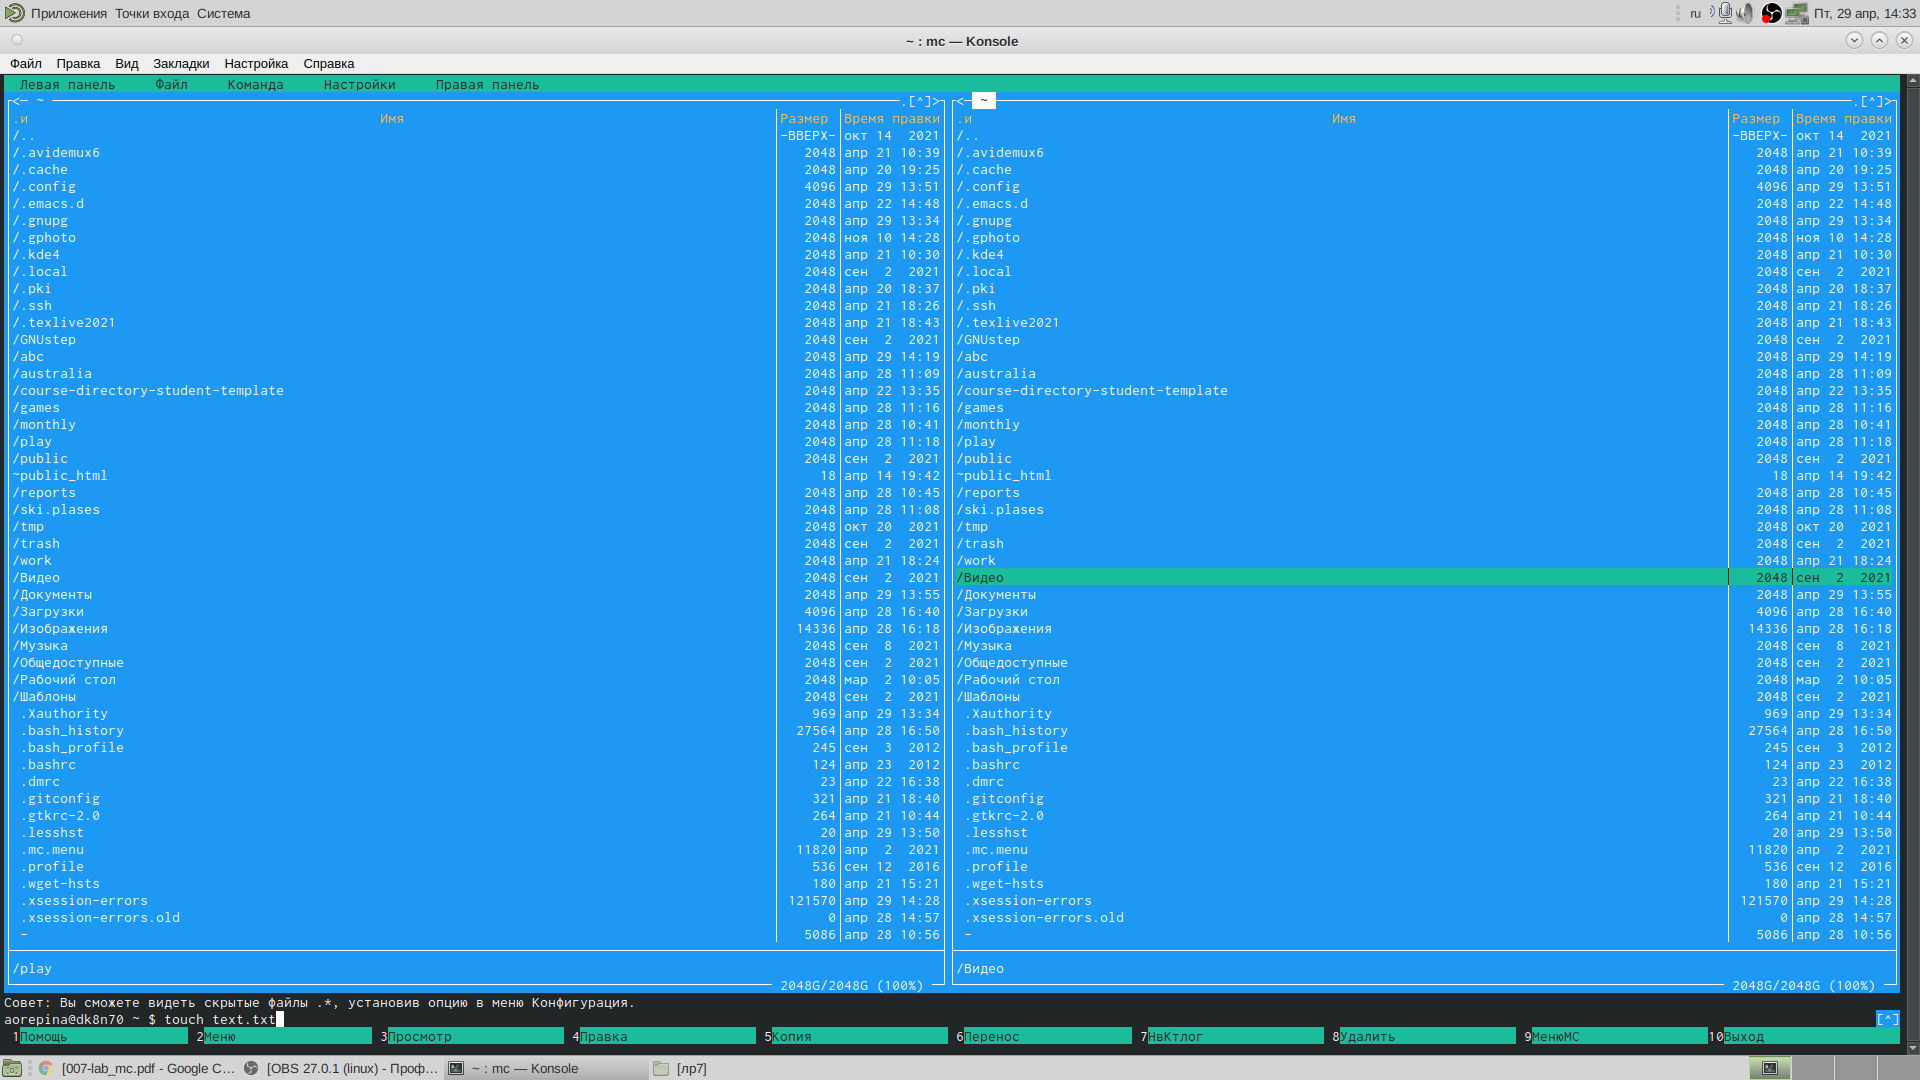 Приложения Точки входа Система ru Пт, 29 апр, 14:33
~ : mc — Konsole
Файл Правка Вид Закладки Настройка Справка
Левая панель Файл Команда Настройки Правая панель
<─ ~ .[^]> <─ ~ .[^]>
.и Имя Размер Время правки .и Имя Размер Время правки
/.. -ВВЕРХ- окт 14 2021 /.. -ВВЕРХ- окт 14 2021
/.avidemux6 2048 апр 21 10:39 /.avidemux6 2048 апр 21 10:39
/.cache 2048 апр 20 19:25 /.cache 2048 апр 20 19:25
/.config 4096 апр 29 13:51 /.config 4096 апр 29 13:51
/.emacs.d 2048 апр 22 14:48 /.emacs.d 2048 апр 22 14:48
/.gnupg 2048 апр 29 13:34 /.gnupg 2048 апр 29 13:34
/.gphoto 2048 ноя 10 14:28 /.gphoto 2048 ноя 10 14:28
/.kde4 2048 апр 21 10:30 /.kde4 2048 апр 21 10:30
/.local 2048 сен 2 2021 /.local 2048 сен 2 2021
/.pki 2048 апр 20 18:37 /.pki 2048 апр 20 18:37
/.ssh 2048 апр 21 18:26 /.ssh 2048 апр 21 18:26
/.texlive2021 2048 апр 21 18:43 /.texlive2021 2048 апр 21 18:43
/GNUstep 2048 сен 2 2021 /GNUstep 2048 сен 2 2021
/abc 2048 апр 29 14:19 /abc 2048 апр 29 14:19
/australia 2048 апр 28 11:09 /australia 2048 апр 28 11:09
/course-directory-student-template 2048 апр 22 13:35 /course-directory-student-template 2048 апр 22 13:35
/games 2048 апр 28 11:16 /games 2048 апр 28 11:16
/monthly 2048 апр 28 10:41 /monthly 2048 апр 28 10:41
/play 2048 апр 28 11:18 /play 2048 апр 28 11:18
/public 2048 сен 2 2021 /public 2048 сен 2 2021
~public_html 18 апр 14 19:42 ~public_html 18 апр 14 19:42
/reports 2048 апр 28 10:45 /reports 2048 апр 28 10:45
/ski.plases 2048 апр 28 11:08 /ski.plases 2048 апр 28 11:08
/tmp 2048 окт 20 2021 /tmp 2048 окт 20 2021
/trash 2048 сен 2 2021 /trash 2048 сен 2 2021
/work 2048 апр 21 18:24 /work 2048 апр 21 18:24
/Видео 2048 сен 2 2021 /Видео 2048 сен 2 2021
/Документы 2048 апр 29 13:55 /Документы 2048 апр 29 13:55
/Загрузки 4096 апр 28 16:40 /Загрузки 4096 апр 28 16:40
/Изображения 14336 апр 28 16:18 /Изображения 14336 апр 28 16:18
/Музыка 2048 сен 8 2021 /Музыка 2048 сен 8 2021
/Общедоступные 2048 сен 2 2021 /Общедоступные 2048 сен 2 2021
/Рабочий стол 2048 мар 2 10:05 /Рабочий стол 2048 мар 2 10:05
/Шаблоны 2048 сен 2 2021 /Шаблоны 2048 сен 2 2021
.Xauthority 969 апр 29 13:34 .Xauthority 969 апр 29 13:34
.bash_history 27564 апр 28 16:50 .bash_history 27564 апр 28 16:50
.bash_profile 245 сен 3 2012 .bash_profile 245 сен 3 2012
.bashrc 124 апр 23 2012 .bashrc 124 апр 23 2012
.dmrc 23 апр 22 16:38 .dmrc 23 апр 22 16:38
.gitconfig 321 апр 21 18:40 .gitconfig 321 апр 21 18:40
.gtkrc-2.0 264 апр 21 10:44 .gtkrc-2.0 264 апр 21 10:44
.lesshst 20 апр 29 13:50 .lesshst 20 апр 29 13:50
.mc.menu 11820 апр 2 2021 .mc.menu 11820 апр 2 2021
.profile 536 сен 12 2016 .profile 536 сен 12 2016
.wget-hsts 180 апр 21 15:21 .wget-hsts 180 апр 21 15:21
.xsession-errors 121570 апр 29 14:28 .xsession-errors 121570 апр 29 14:28
.xsession-errors.old 0 апр 28 14:57 .xsession-errors.old 0 апр 28 14:57
- 5086 апр 28 10:56 - 5086 апр 28 10:56
/play /Видео
2048G/2048G (100%) 2048G/2048G (100%)
Совет: Вы сможете видеть скрытые файлы .*, установив опцию в меню Конфигурация.
aorepina@dk8n70 ~ $ touch text.txt [^]
1Помощь 2Меню 3Просмотр 4Правка 5Копия 6Перенос 7НвКтлог 8Удалить 9МенюMC 10Выход
[007-lab_mc.pdf - Google C… [OBS 27.0.1 (linux) - Проф… ~ : mc — Konsole [лр7]